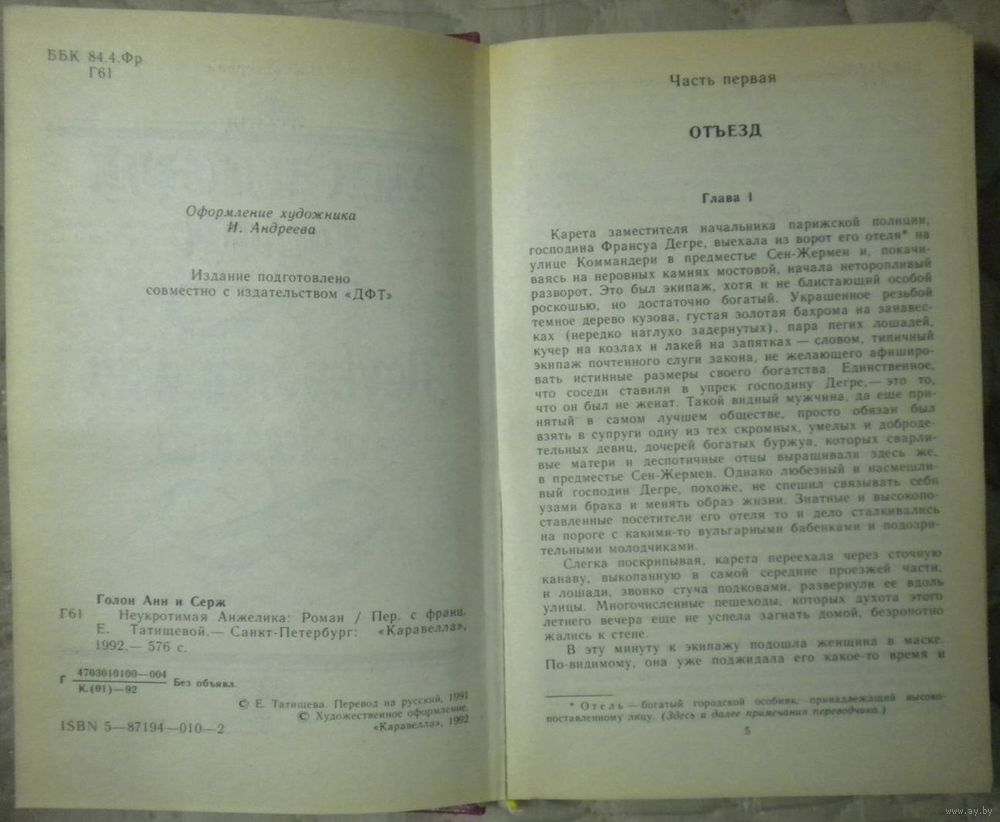 ББК 84.4.Фр
Г61
Оформление художника
И. Андреева
Издание подготовлено
совместно с издательством «ДФТ»
Голон Анн и Серж
Г61 Неукротимая Анжелика: Роман / Пер. с франц.
Е. Татищевой.— Санкт-Петербург: «Каравелла»,
1992.— 576 с.
Г 4703010100—004
К.(01)—92 Без объявл.
© Е. Татищева. Перевод на русский, 1991
© Художественное оформление.
«Каравелла», 1992
ISBN 5—87194—010—2
Часть первая
ОТЪЕЗД
Глава I
Карета заместителя начальника парижской полиции,
господина Франсуа Дегре, выехала из ворот его отеля* на
улице Коммандери в предместье Сен-Жермен и, покачи-
ваясь на неровных камнях мостовой, начала неторопливый
разворот. Это был экипаж, хотя и не блистающий особой
роскошью, но достаточно богатый. Украшенное резьбой
темное дерево кузова, густая золотая бахрома на занавес-
ках (нередко наглухо задернутых), пара пегих лошадей,
кучер на козлах и лакей на запятках — словом, типичный
экипаж почтенного слуги закона, не желающего афиширо-
вать истинные размеры своего богатства. Единственное,
что соседи ставили в упрек господину Дегре,— это то,
что он был не женат. Такой видный мужчина, да еще при-
нятый в самом лучшем обществе, просто обязан был
взять в супруги одну из тех скромных, умелых и доброде-
тельных девиц, дочерей богатых буржуа, которых сварли-
вые матери и деспотичные отцы выращивали здесь же,
в предместье Сен-Жермен. Однако любезный и насмешли-
вый господин Дегре, похоже, не спешил связывать себя
узами брака и менять образ жизни. Знатные и высокопо-
ставленные посетители его отеля то и дело сталкивались
на пороге с какими-то вульгарными бабенками и подозри-
тельными молодчиками.
Слегка поскрипывая, карета переехала через сточную
канаву, выкопанную в самой середине проезжей части,
и лошади, звонко стуча подковами, развернули ее вдоль
улицы. Многочисленные пешеходы, которых духота этого
летнего вечера еще не успела загнать домой, безропотно
жались к стене.
В эту минуту к экипажу подошла женщина в маске.
По-видимому, она уже поджидала его какое-то время и
* Отель — богатый городской особняк, принадлежащий высоко-
поставленному лицу. (Здесь и далее примечания переводчика.)
5
www.ay.by